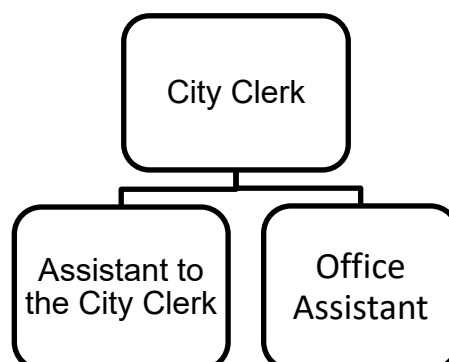 City Clerk
Assistant to
the City Clerk
Office
Assistant